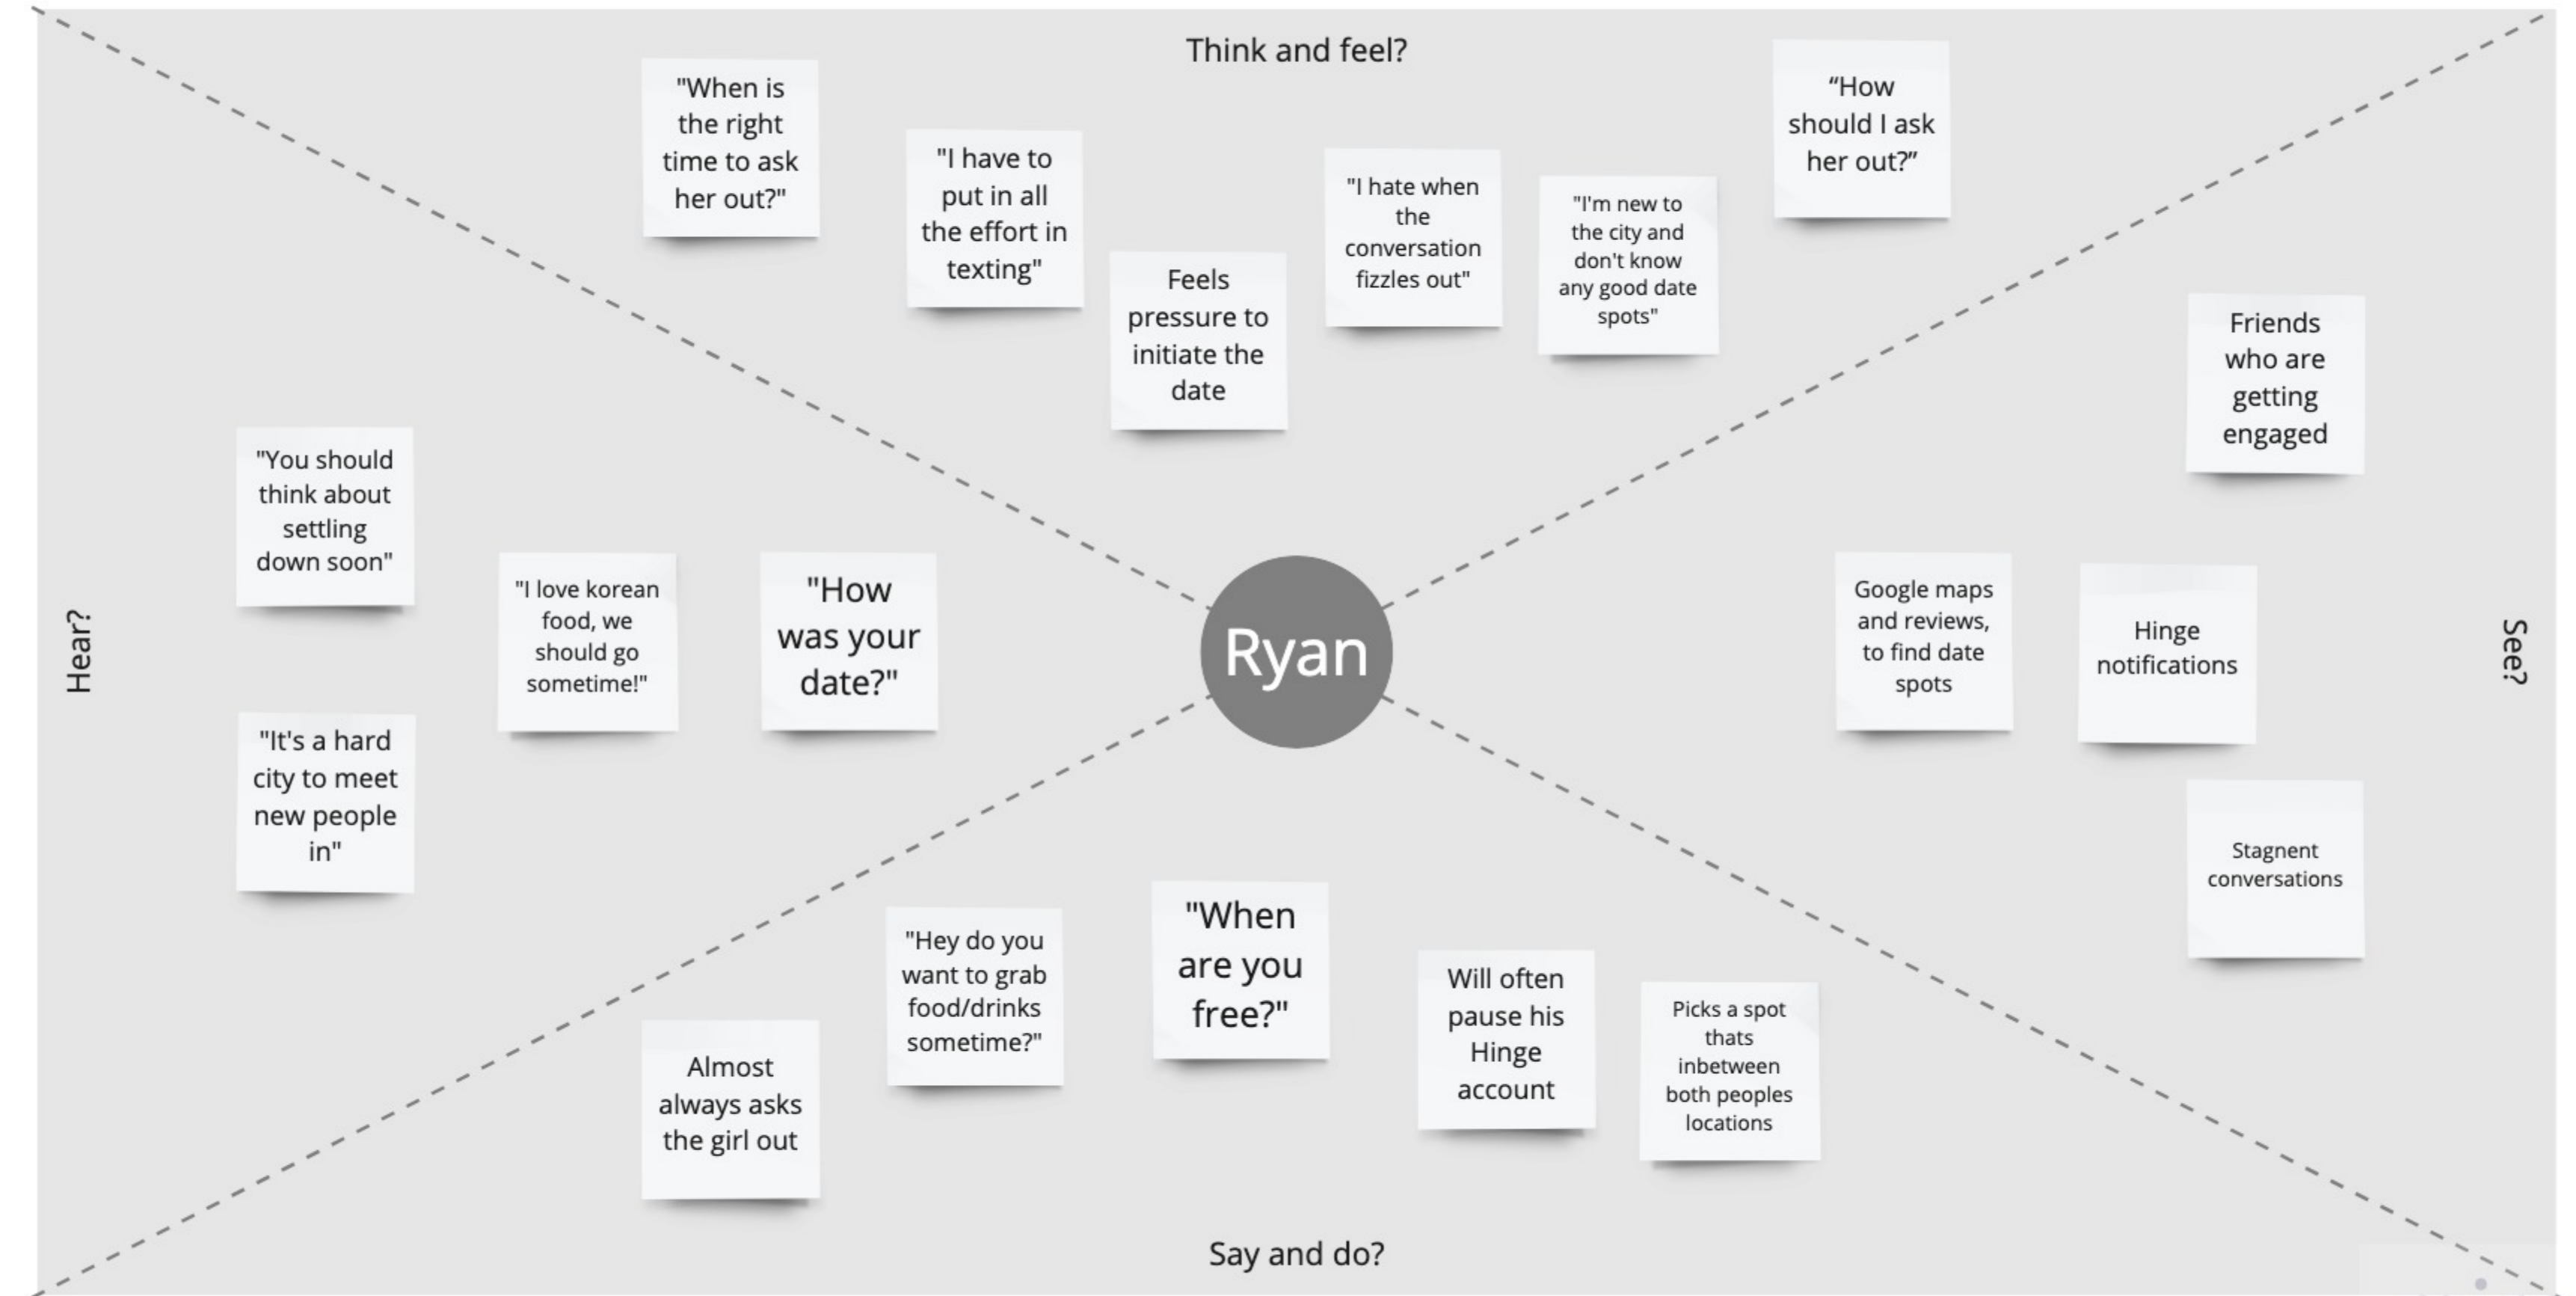 Think and feel?
"When is
the right
time to ask
her out?"
"I have to
put in all
the effort in
texting"
Feels
pressure to
initiate the
date
"I hate when
the
conversation
fizzles out"
"I'm new to
the city and
don't know
any good date
spots"
“How
should I ask
her out?”
Hear?
"You should
think about
settling
down soon"
"I love korean
food, we
should go
sometime!"
"How
was your
date?"
"It's a hard
city to meet
new people
in"
Ryan
See?
Friends
who are
getting
engaged
Google maps
and reviews,
to find date
spots
Hinge
notifications
Stagnent
conversations
Almost
always asks
the girl out
"Hey do you
want to grab
food/drinks
sometime?"
"When
are you
free?"
Will often
pause his
Hinge
account
Picks a spot
thats
inbetween
both peoples
locations
Say and do?